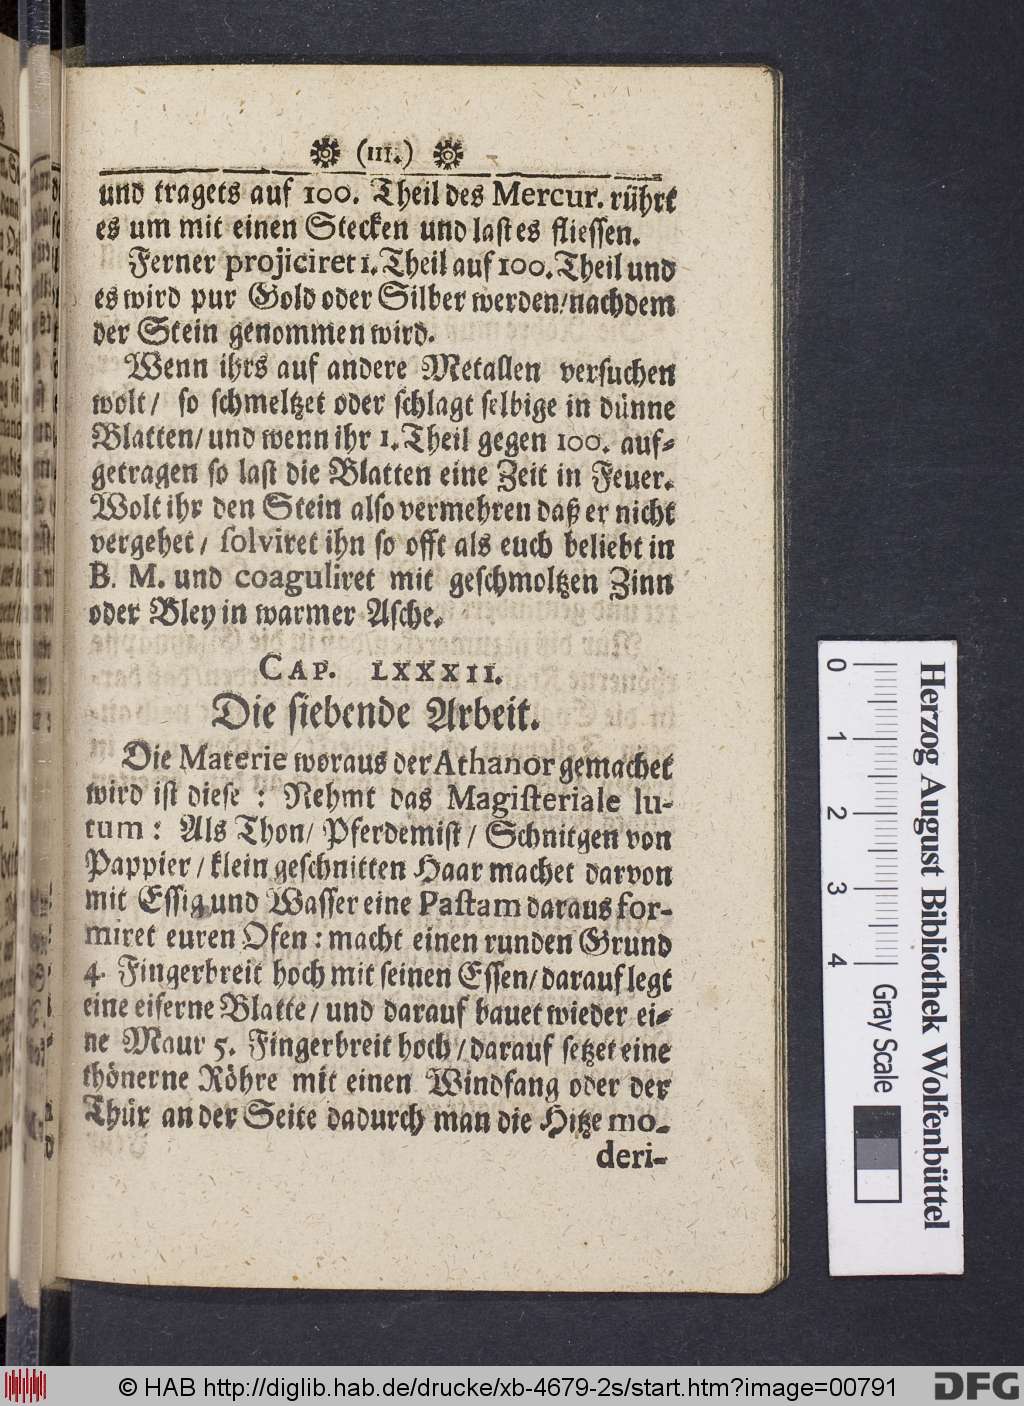 (111.)
und tragets auf 100. Theil des Mercur. rührt
es um mit einen Stecken und last es fliessen.
Ferner projiciret 1. Theil auf 100. Theil und
es wird pur Gold oder Silber werden/ nachdem
der Stein genommen wird.
Wenn ihrs auf andere Metallen versuchen
wolt/ so schmeltzet oder schlagt selbige in dünne
Blatten/ und wenn ihr 1. Theil gegen 100. auf-
getragen so last die Blatten eine Zeit in Feuer.
Wolt ihr den Stein also vermehren daß er nicht
vergehet/ solviret ihn so offt als euch beliebt in
B. M. und coaguliret mit geschmoltzen Zinn
oder Bley in warmer Asche.
CAP. LXXXII.
Die siebende Arbeit.
Die Materie woraus der Athanor gemachet
wird ist diese : Nehmt das Magisteriale lu-
tum : Als Thon/ Pferdemist/ Schnitgen von
Pappier/ klein geschnitten Haar machet darvon
mit Essig und Wasser eine Pastam daraus for-
miret euren Ofen : macht einen runden Grund
4. Fingerbreit hoch mit seinen Essen/ darauf legt
eine eiserne Blatte/ und darauf bauet wieder ei-
ne Maur 5. Fingerbreit hoch/ darauf setzet eine
thönerne Röhre mit einen Windfang oder der
Thür an der Seite dadurch man die Hitze mo-
deri-
Herzog August Bibliothek Wolfenbüttel
0 1 2 3 4 Gray Scale
© HAB http://diglib.hab.de/drucke/xb-4679-2s/start.htm?image=00791
DFG